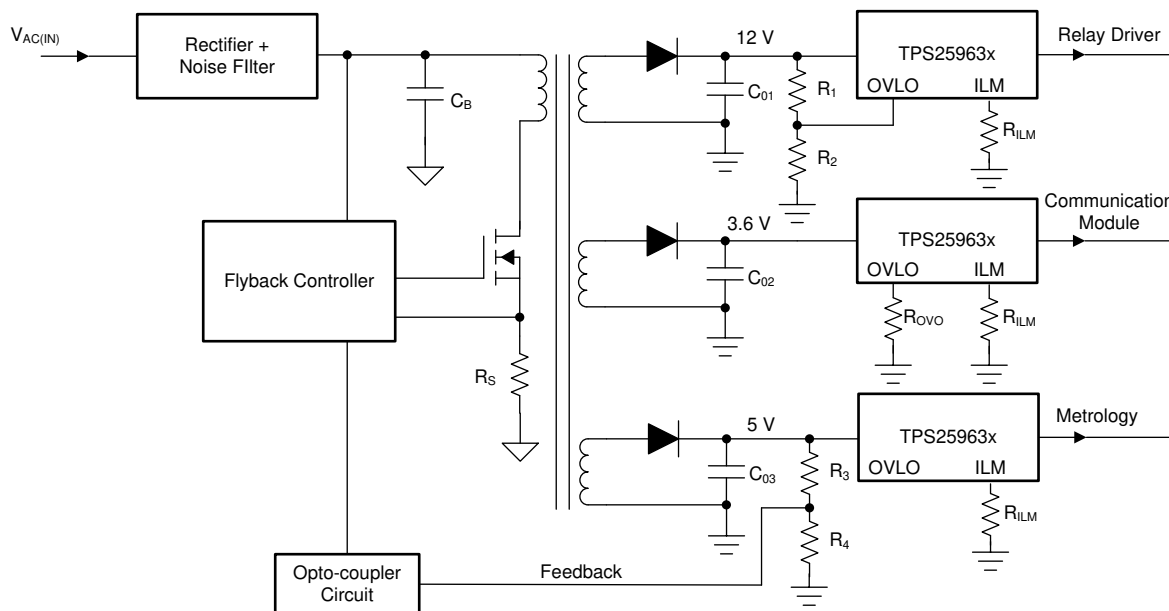 V_AC(IN)
Rectifier +
Noise FIlter
C_B
Flyback Controller
R_S
Opto-coupler
Circuit
Feedback
12 V
C_01
R_1
R_2
TPS25963x
OVLO ILM
R_ILM
Relay Driver
3.6 V
C_02
TPS25963x
OVLO ILM
R_OVO
R_ILM
Communication
Module
5 V
C_03
R_3
R_4
TPS25963x
OVLO ILM
R_ILM
Metrology